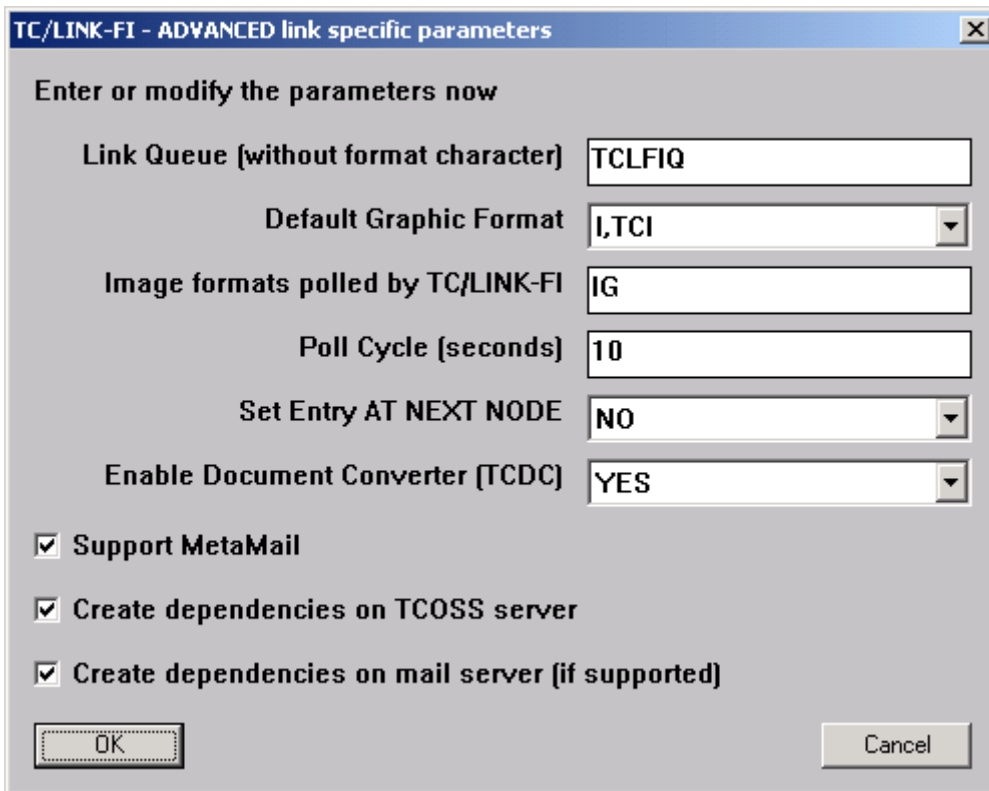 TC/LINK-FI - ADVANCED link specific parameters
Enter or modify the parameters now
Link Queue (without format character) TCLFIQ
Default Graphic Format I,TCI
Image formats polled by TC/LINK-FI IG
Poll Cycle (seconds) 10
Set Entry AT NEXT NODE NO
Enable Document Converter (TCDC) YES
Support MetaMail
Create dependencies on TCOSS server
Create dependencies on mail server (if supported)
OK Cancel